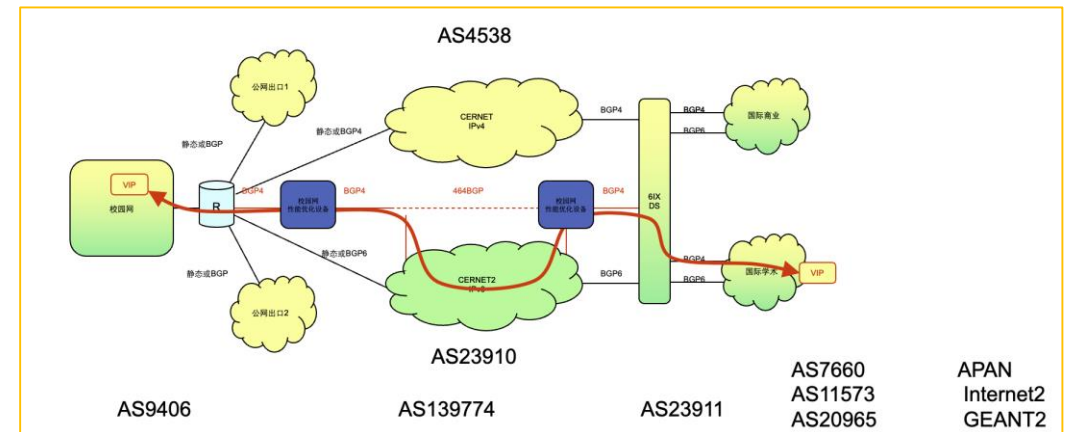 AS4538
公网出口1
CERNET
IPv4
BGP4
BGP4
BGP6
国际商业
静态或BGP
静态或BGP4
VIP
校园网
R
BGP4
校园网
性能优化设备
BGP4
464BGP
校园网
性能优化设备
BGP4
6IX
DS
静态或BGP6
静态或BGP
CERNET2
IPv6
BGP6
BGP4
BGP6
国际学术
VIP
公网出口2
AS23910
AS9406
AS139774
AS23911
AS7660 APAN
AS11573 Internet2
AS20965 GEANT2